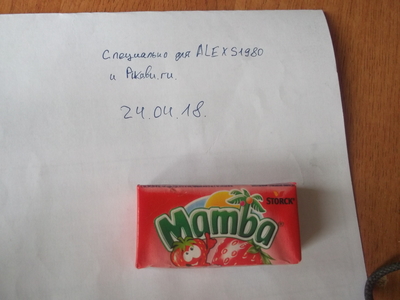 Специально для ALEXS1980
и Pikabu.ru.
24.04.18.
STORCK
Mamba